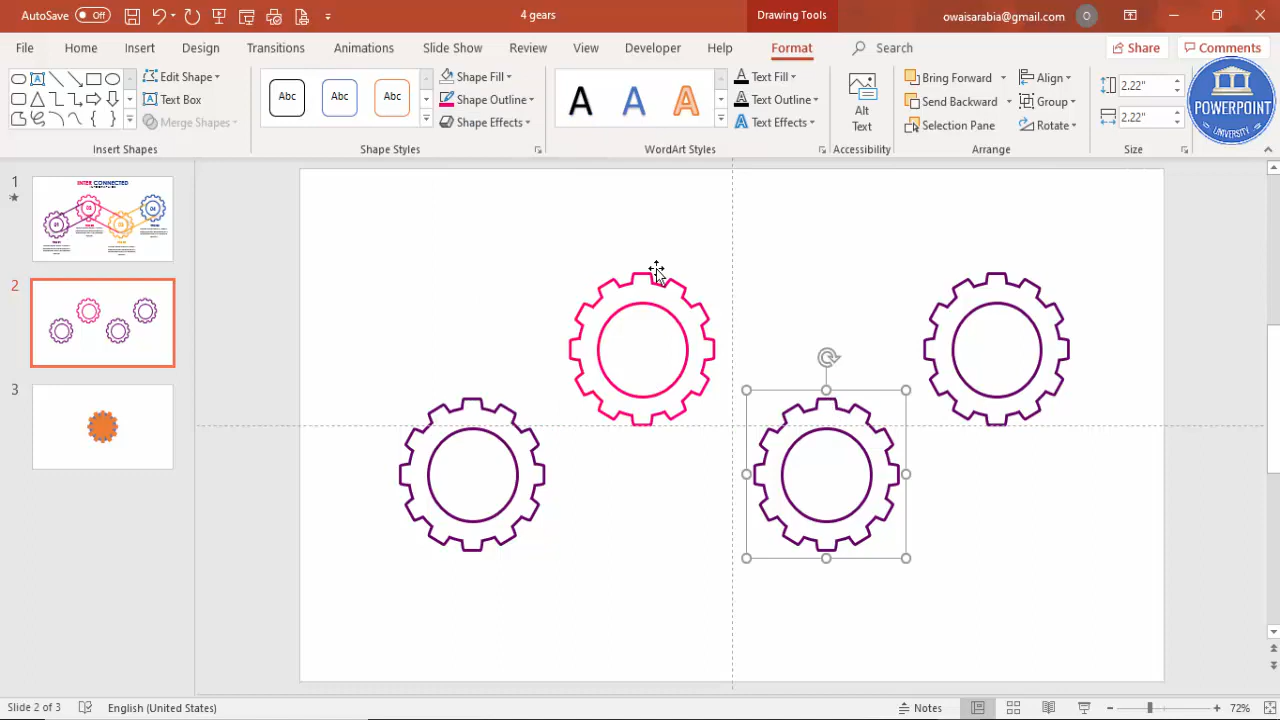 AutoSave Off
4 gears
Drawing Tools
owaisarabia@gmail.com
O
File Home Insert Design Transitions Animations Slide Show Review View Developer Help Format Search
Share Comments
Edit Shape
Text Box
Merge Shapes
Insert Shapes
Abc Abc Abc
Shape Fill
Shape Outline
Shape Effects
Shape Styles
A A A
Text Fill
Text Outline
Text Effects
WordArt Styles
Alt
Text
Accessibility
Bring Forward
Send Backward
Selection Pane
Align
Group
Rotate
Arrange
2.22"
2.22"
Size
POWERPOINT
UNIVERSITY
1
INTER CONNECTED
2
3
Slide 2 of 3
English (United States)
Notes
72%